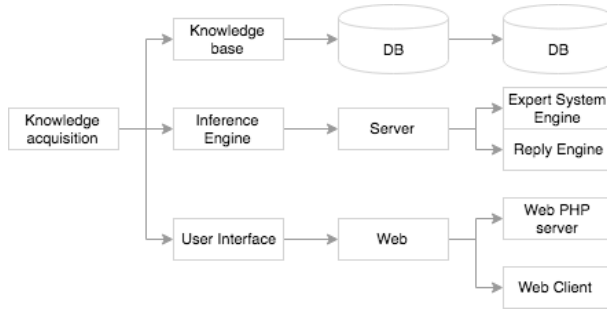 Knowledge
base
DB
DB
Knowledge
acquisition
Inference
Engine
Server
Expert System
Engine
Reply Engine
User Interface
Web
Web PHP
server
Web Client